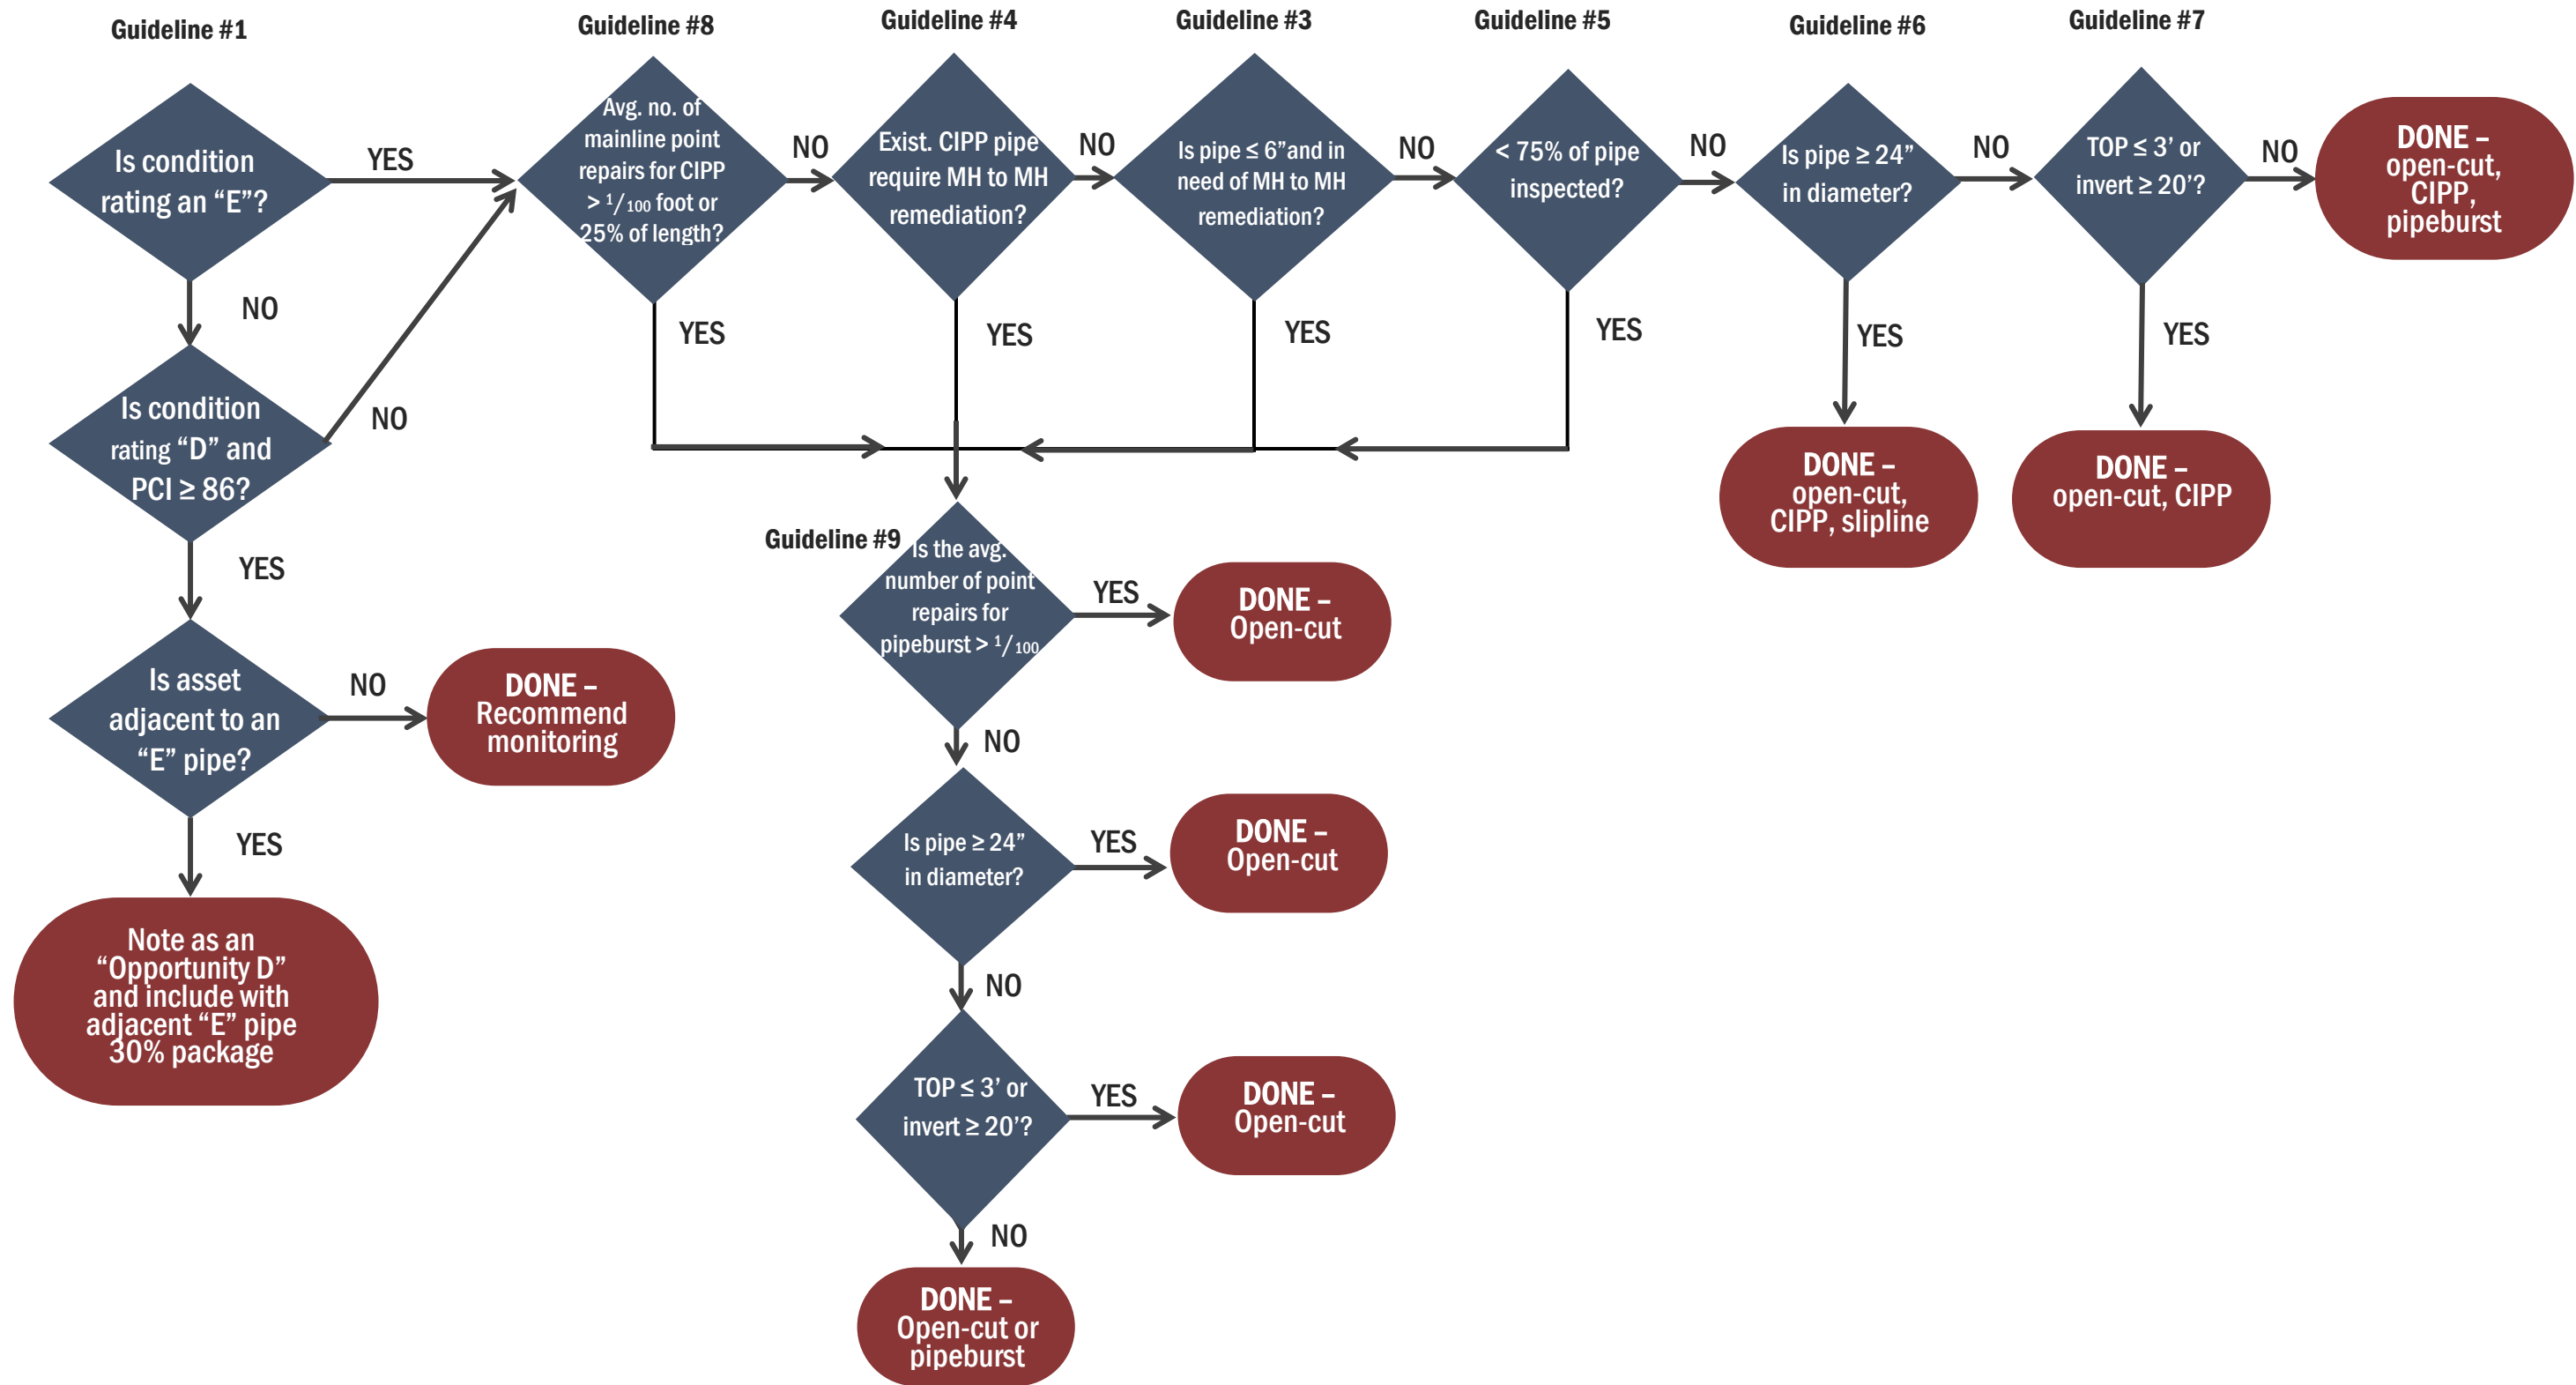 Guideline #1
Guideline #8
Guideline #4
Guideline #3
Guideline #5
Guideline #6
Guideline #7
Is condition
rating an “E”?
YES
Avg. no. of
mainline point
repairs for CIPP
> 1/100 foot or
25% of length?
NO
Exist. CIPP pipe
require MH to MH
remediation?
NO
Is pipe ≤ 6”and in
need of MH to MH
remediation?
NO
< 75% of pipe
inspected?
NO
Is pipe ≥ 24”
in diameter?
NO
TOP ≤ 3’ or
invert ≥ 20’?
NO
DONE –
open-cut,
CIPP,
pipeburst
NO
YES
YES
YES
YES
YES
YES
Is condition
rating “D” and
PCI ≥ 86?
NO
DONE –
open-cut,
CIPP, slipline
DONE –
open-cut, CIPP
YES
Guideline #9
Is the avg.
number of point
repairs for
pipeburst > 1/100
YES
DONE –
Open-cut
Is asset
adjacent to an
“E” pipe?
NO
DONE –
Recommend
monitoring
NO
YES
Is pipe ≥ 24”
in diameter?
YES
DONE –
Open-cut
Note as an
“Opportunity D”
and include with
adjacent “E” pipe
30% package
NO
TOP ≤ 3’ or
invert ≥ 20’?
YES
DONE –
Open-cut
NO
DONE –
Open-cut or
pipeburst